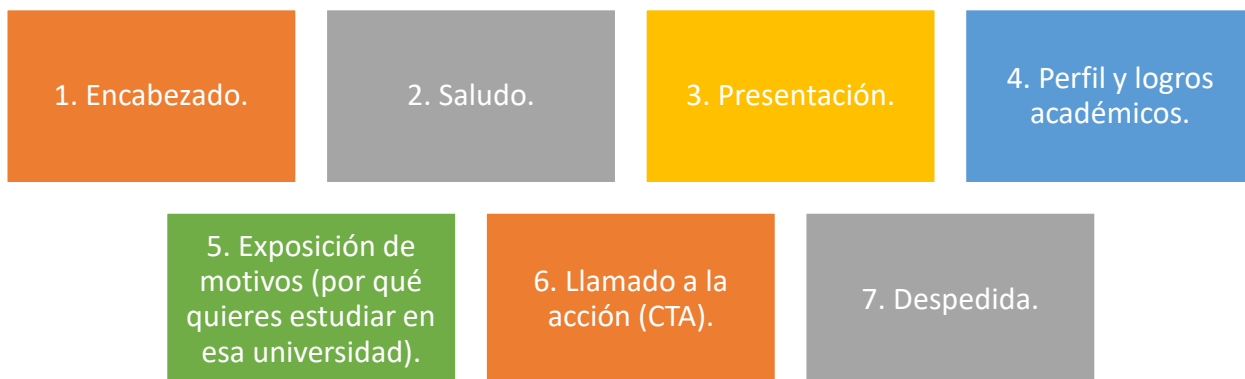 1. Encabezado.
2. Saludo.
3. Presentación.
4. Perfil y logros
académicos.
5. Exposición de
motivos (por qué
quieres estudiar en
esa universidad).
6. Llamado a la
acción (CTA).
7. Despedida.